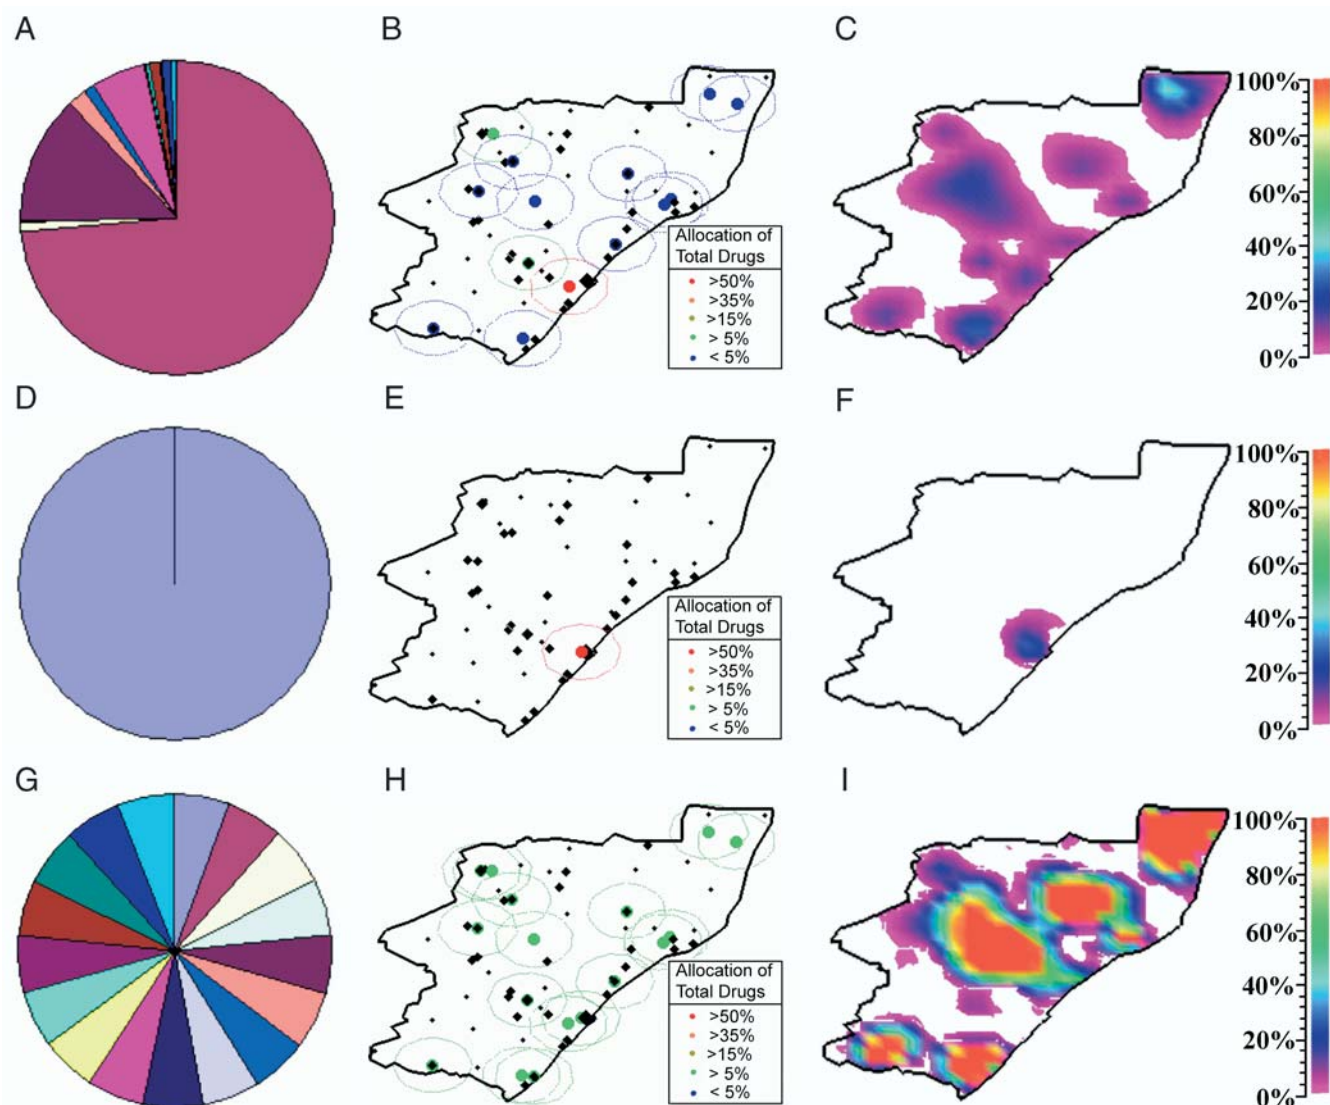 A
B
C
Allocation of
Total Drugs
>50%
>35%
>15%
> 5%
< 5%
100%
80%
60%
40%
20%
0%
D
E
F
Allocation of
Total Drugs
>50%
>35%
>15%
> 5%
< 5%
100%
80%
60%
40%
20%
0%
G
H
I
Allocation of
Total Drugs
>50%
>35%
>15%
> 5%
< 5%
100%
80%
60%
40%
20%
0%